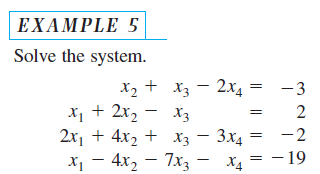 EXAMPLE 5
Solve the system.
x₂ + x₃ − 2x₄ = −3
x₁ + 2x₂ − x₃ = 2
2x₁ + 4x₂ + x₃ − 3x₄ = −2
x₁ − 4x₂ − 7x₃ − x₄ = −19